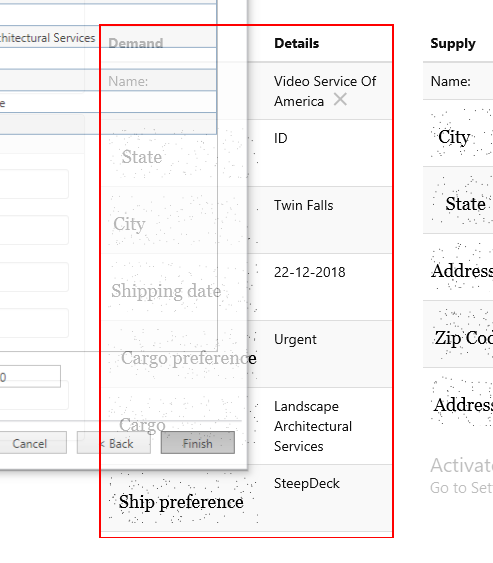 chitectural Services
e
0
Cancel
< Back
Finish
Demand Details
Name: Video Service Of
America
State ID
City Twin Falls
Shipping date 22-12-2018
Cargo preference Urgent
Cargo Landscape
Architectural
Services
Ship preference SteepDeck
Supply
Name:
City
State
Address
Zip Cod
Address
Activate
Go to Set